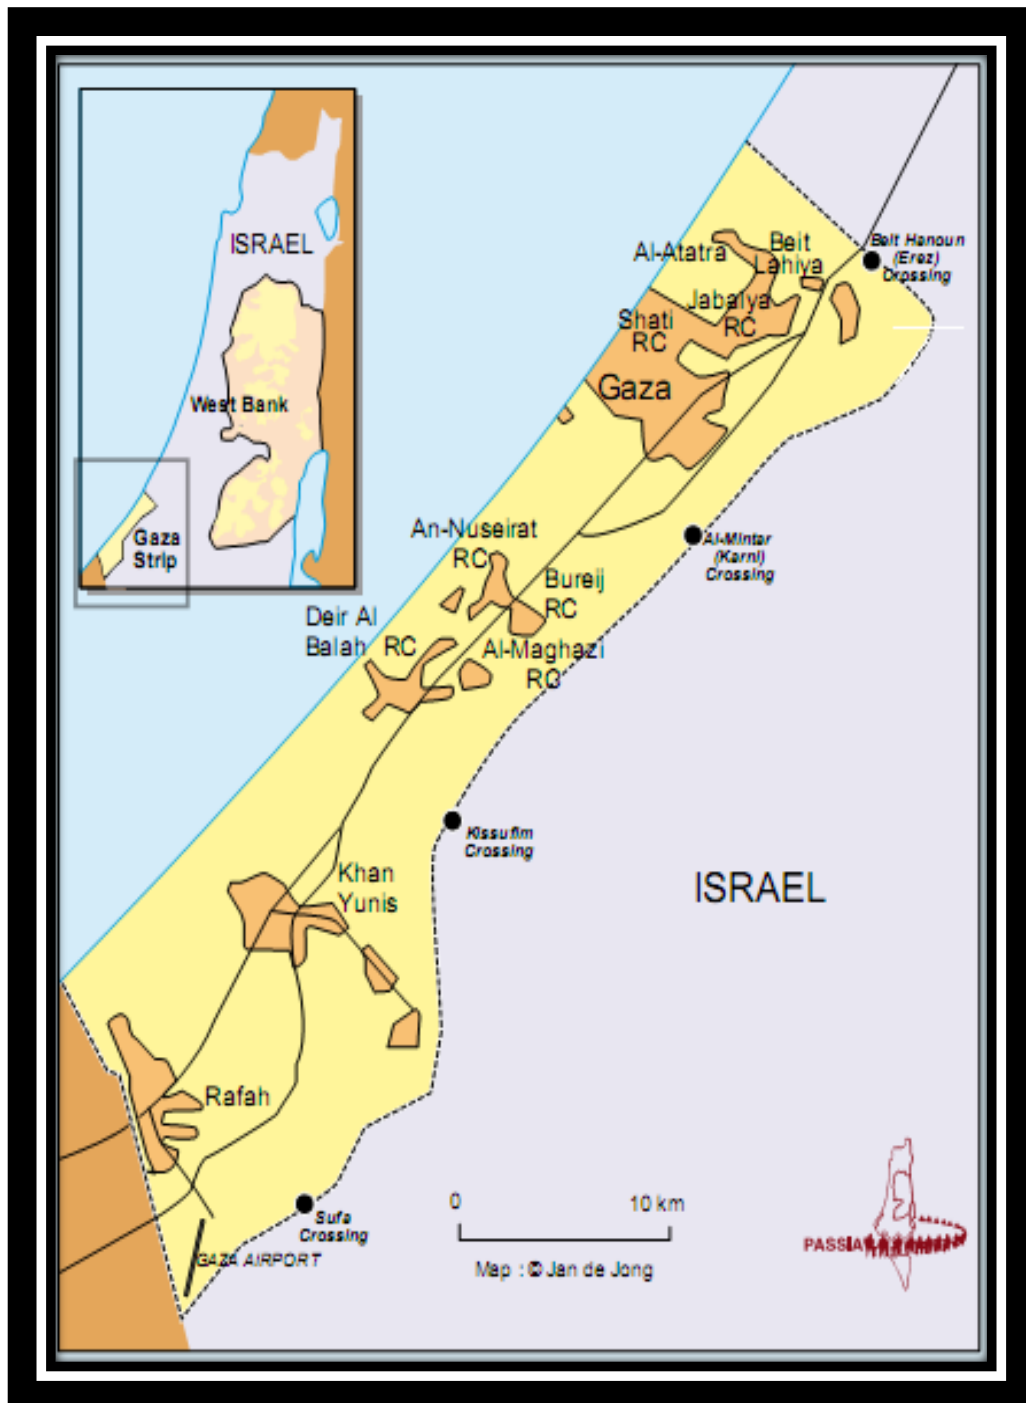 ISRAEL
West Bank
Gaza
Strip
Al-Atatra
Beit
Lahiya
Beit Hanoun
(Erez)
Crossing
Jabalya
RC
Shati
RC
Gaza
An-Nuseirat
RC
Al-Mintar
(Karni)
Crossing
Bureij
RC
Deir Al
Balah RC
Al-Maghazi
RC
Kissufim
Crossing
Khan
Yunis
ISRAEL
Rafah
Sufa
Crossing
GAZA AIRPORT
0 10 km
Map : © Jan de Jong
PASSIA